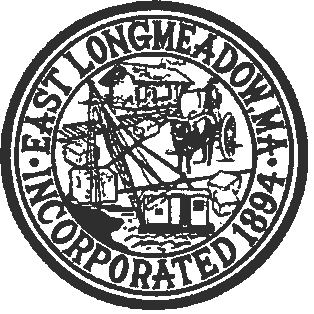 · EAST LONGMEADOW, MA ·
INCORPORATED 1894